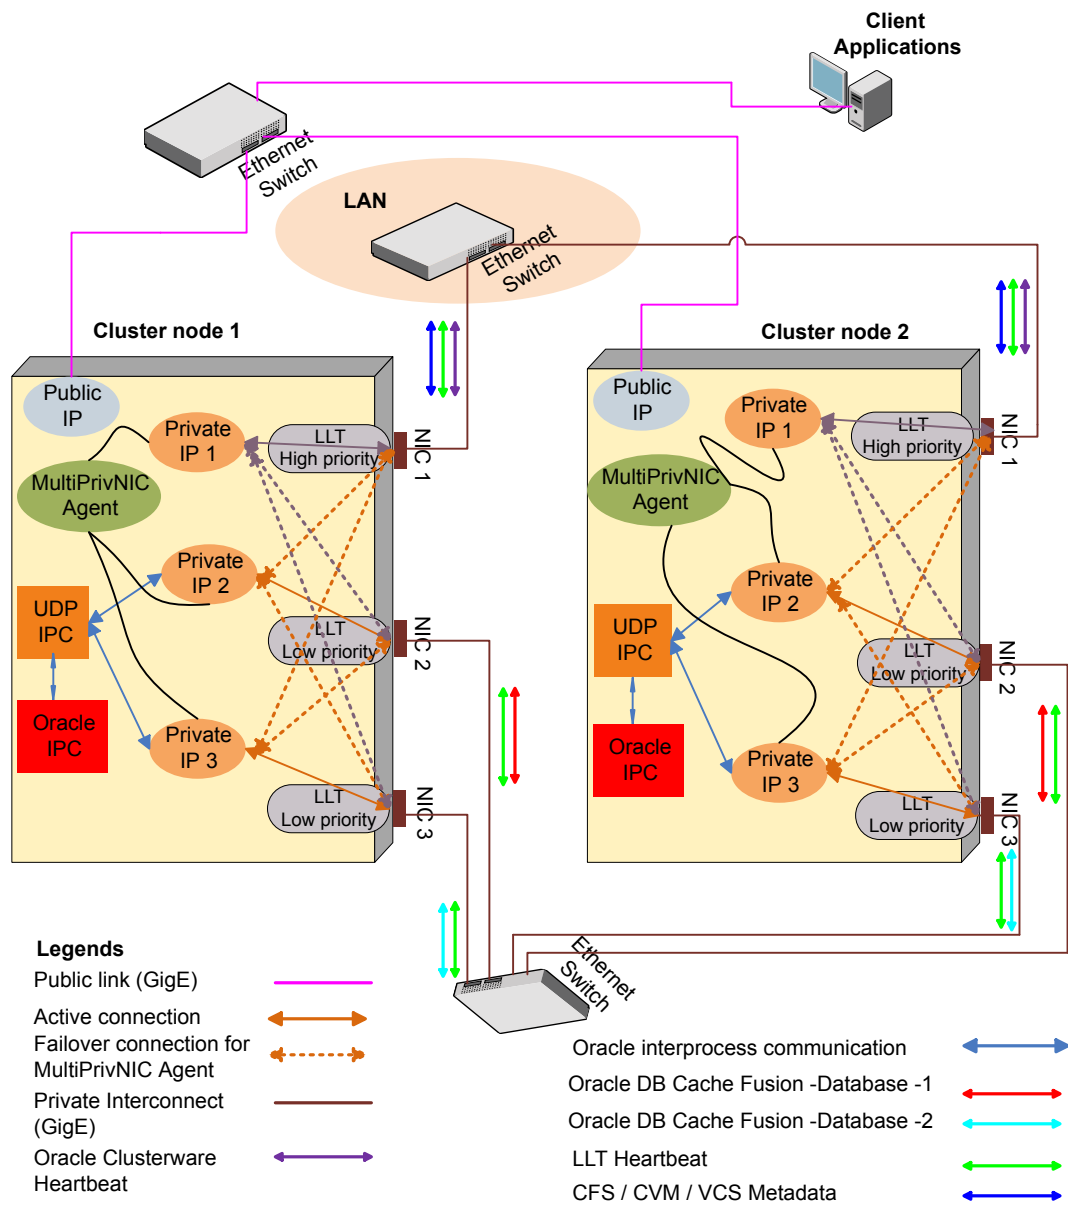 Client
Applications
Ethernet
Switch
LAN
Ethernet
Switch
Cluster node 1
Public
IP
Private
IP 1
LLT
High priority
NIC 1
MultiPrivNIC
Agent
Private
IP 2
UDP
IPC
LLT
Low priority
NIC 2
Oracle
IPC
Private
IP 3
LLT
Low priority
NIC 3
Cluster node 2
Public
IP
Private
IP 1
LLT
High priority
NIC 1
MultiPrivNIC
Agent
Private
IP 2
UDP
IPC
LLT
Low priority
NIC 2
Oracle
IPC
Private
IP 3
LLT
Low priority
NIC 3
Ethernet
Switch
Legends
Public link (GigE)
Active connection
Failover connection for
MultiPrivNIC Agent
Private Interconnect
(GigE)
Oracle Clusterware
Heartbeat
Oracle interprocess communication
Oracle DB Cache Fusion -Database -1
Oracle DB Cache Fusion -Database -2
LLT Heartbeat
CFS / CVM / VCS Metadata